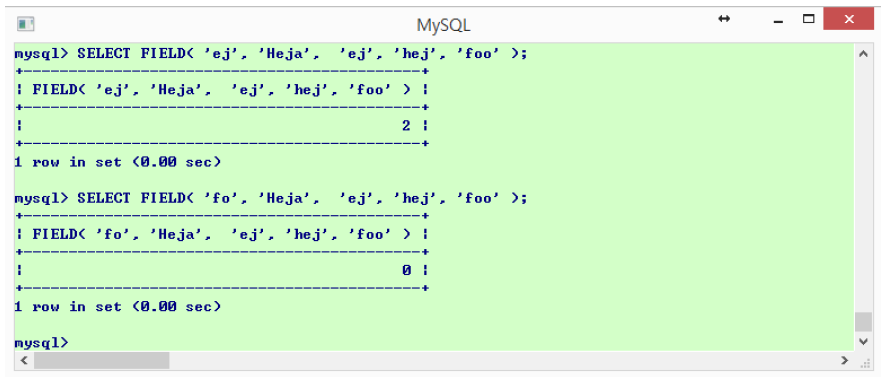 MySQL
mysql> SELECT FIELD( 'ej', 'Heja',  'ej', 'hej', 'foo' );
+-------------------------------------------+
| FIELD( 'ej', 'Heja',  'ej', 'hej', 'foo' ) |
+-------------------------------------------+
|                                          2 |
+-------------------------------------------+
1 row in set (0.00 sec)
mysql> SELECT FIELD( 'fo', 'Heja',  'ej', 'hej', 'foo' );
+-------------------------------------------+
| FIELD( 'fo', 'Heja',  'ej', 'hej', 'foo' ) |
+-------------------------------------------+
|                                          0 |
+-------------------------------------------+
1 row in set (0.00 sec)
mysql>